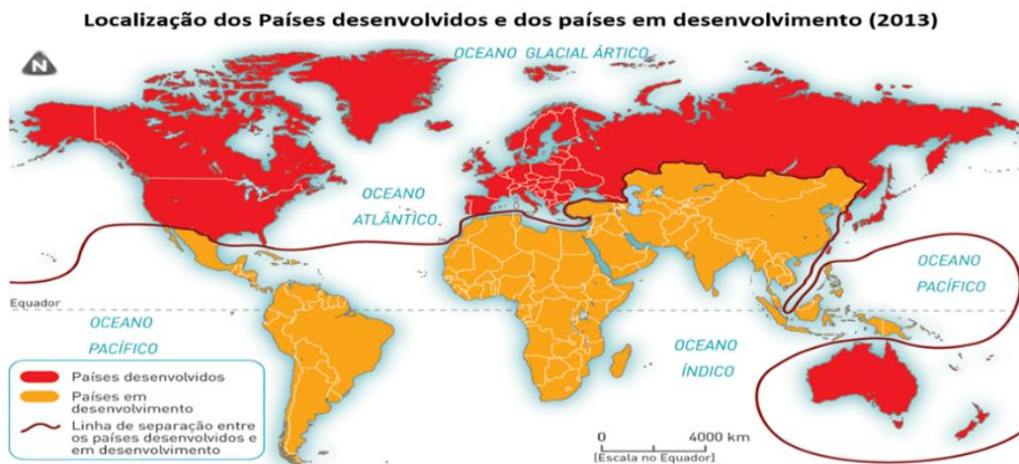 Localização dos Países desenvolvidos e dos países em desenvolvimento (2013)
OCEANO GLACIAL ÁRTICO
N
OCEANO
ATLÂNTICO
OCEANO
PACÍFICO
Equador
OCEANO
PACÍFICO
OCEANO
ÍNDICO
Países desenvolvidos
Países em
desenvolvimento
Linha de separação entre
os países desenvolvidos e
em desenvolvimento
0 4000 km
[Escala no Equador]